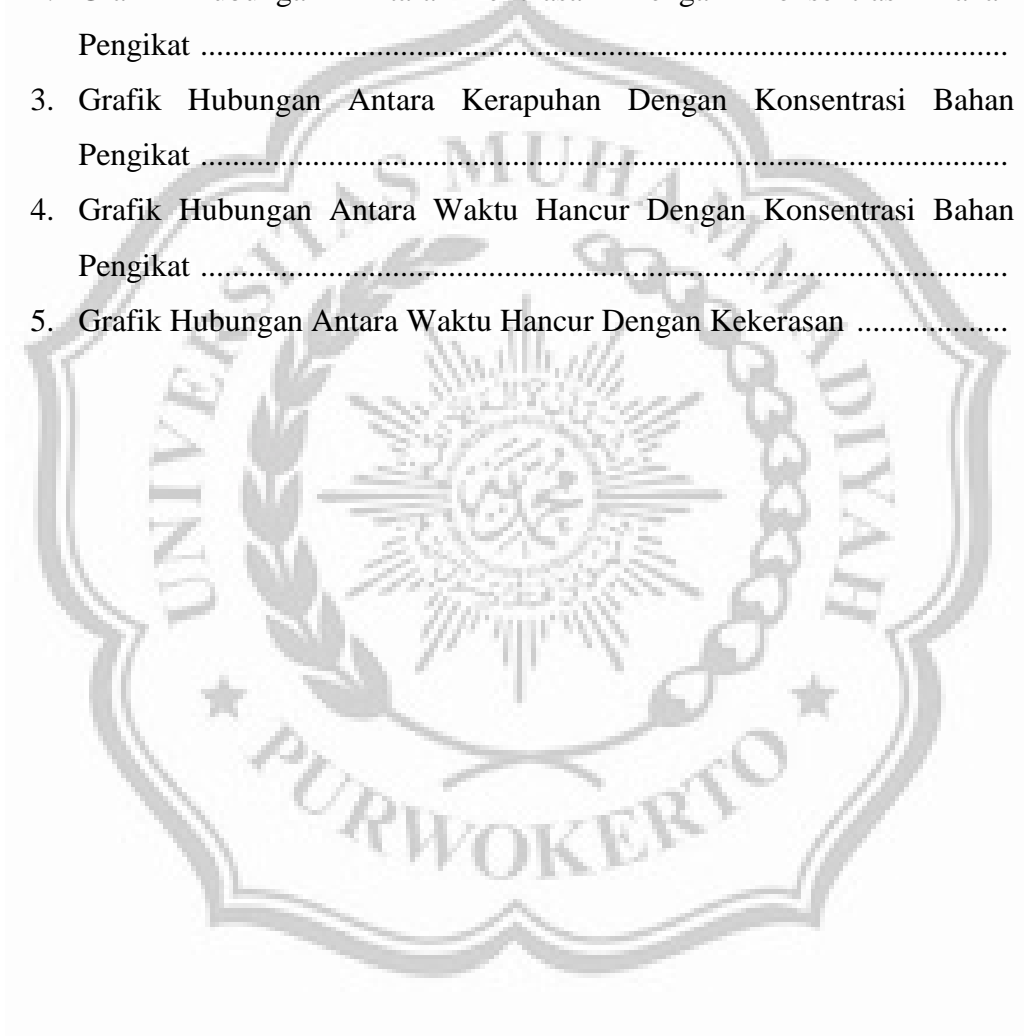 Pengikat ........................................................................................................
3. Grafik Hubungan Antara Kerapuhan Dengan Konsentrasi Bahan
Pengikat ........................................................................................................
4. Grafik Hubungan Antara Waktu Hancur Dengan Konsentrasi Bahan
Pengikat ........................................................................................................
5. Grafik Hubungan Antara Waktu Hancur Dengan Kekerasan ...................
UNIVERSITAS MUHAMMADIYAH
PURWOKERTO